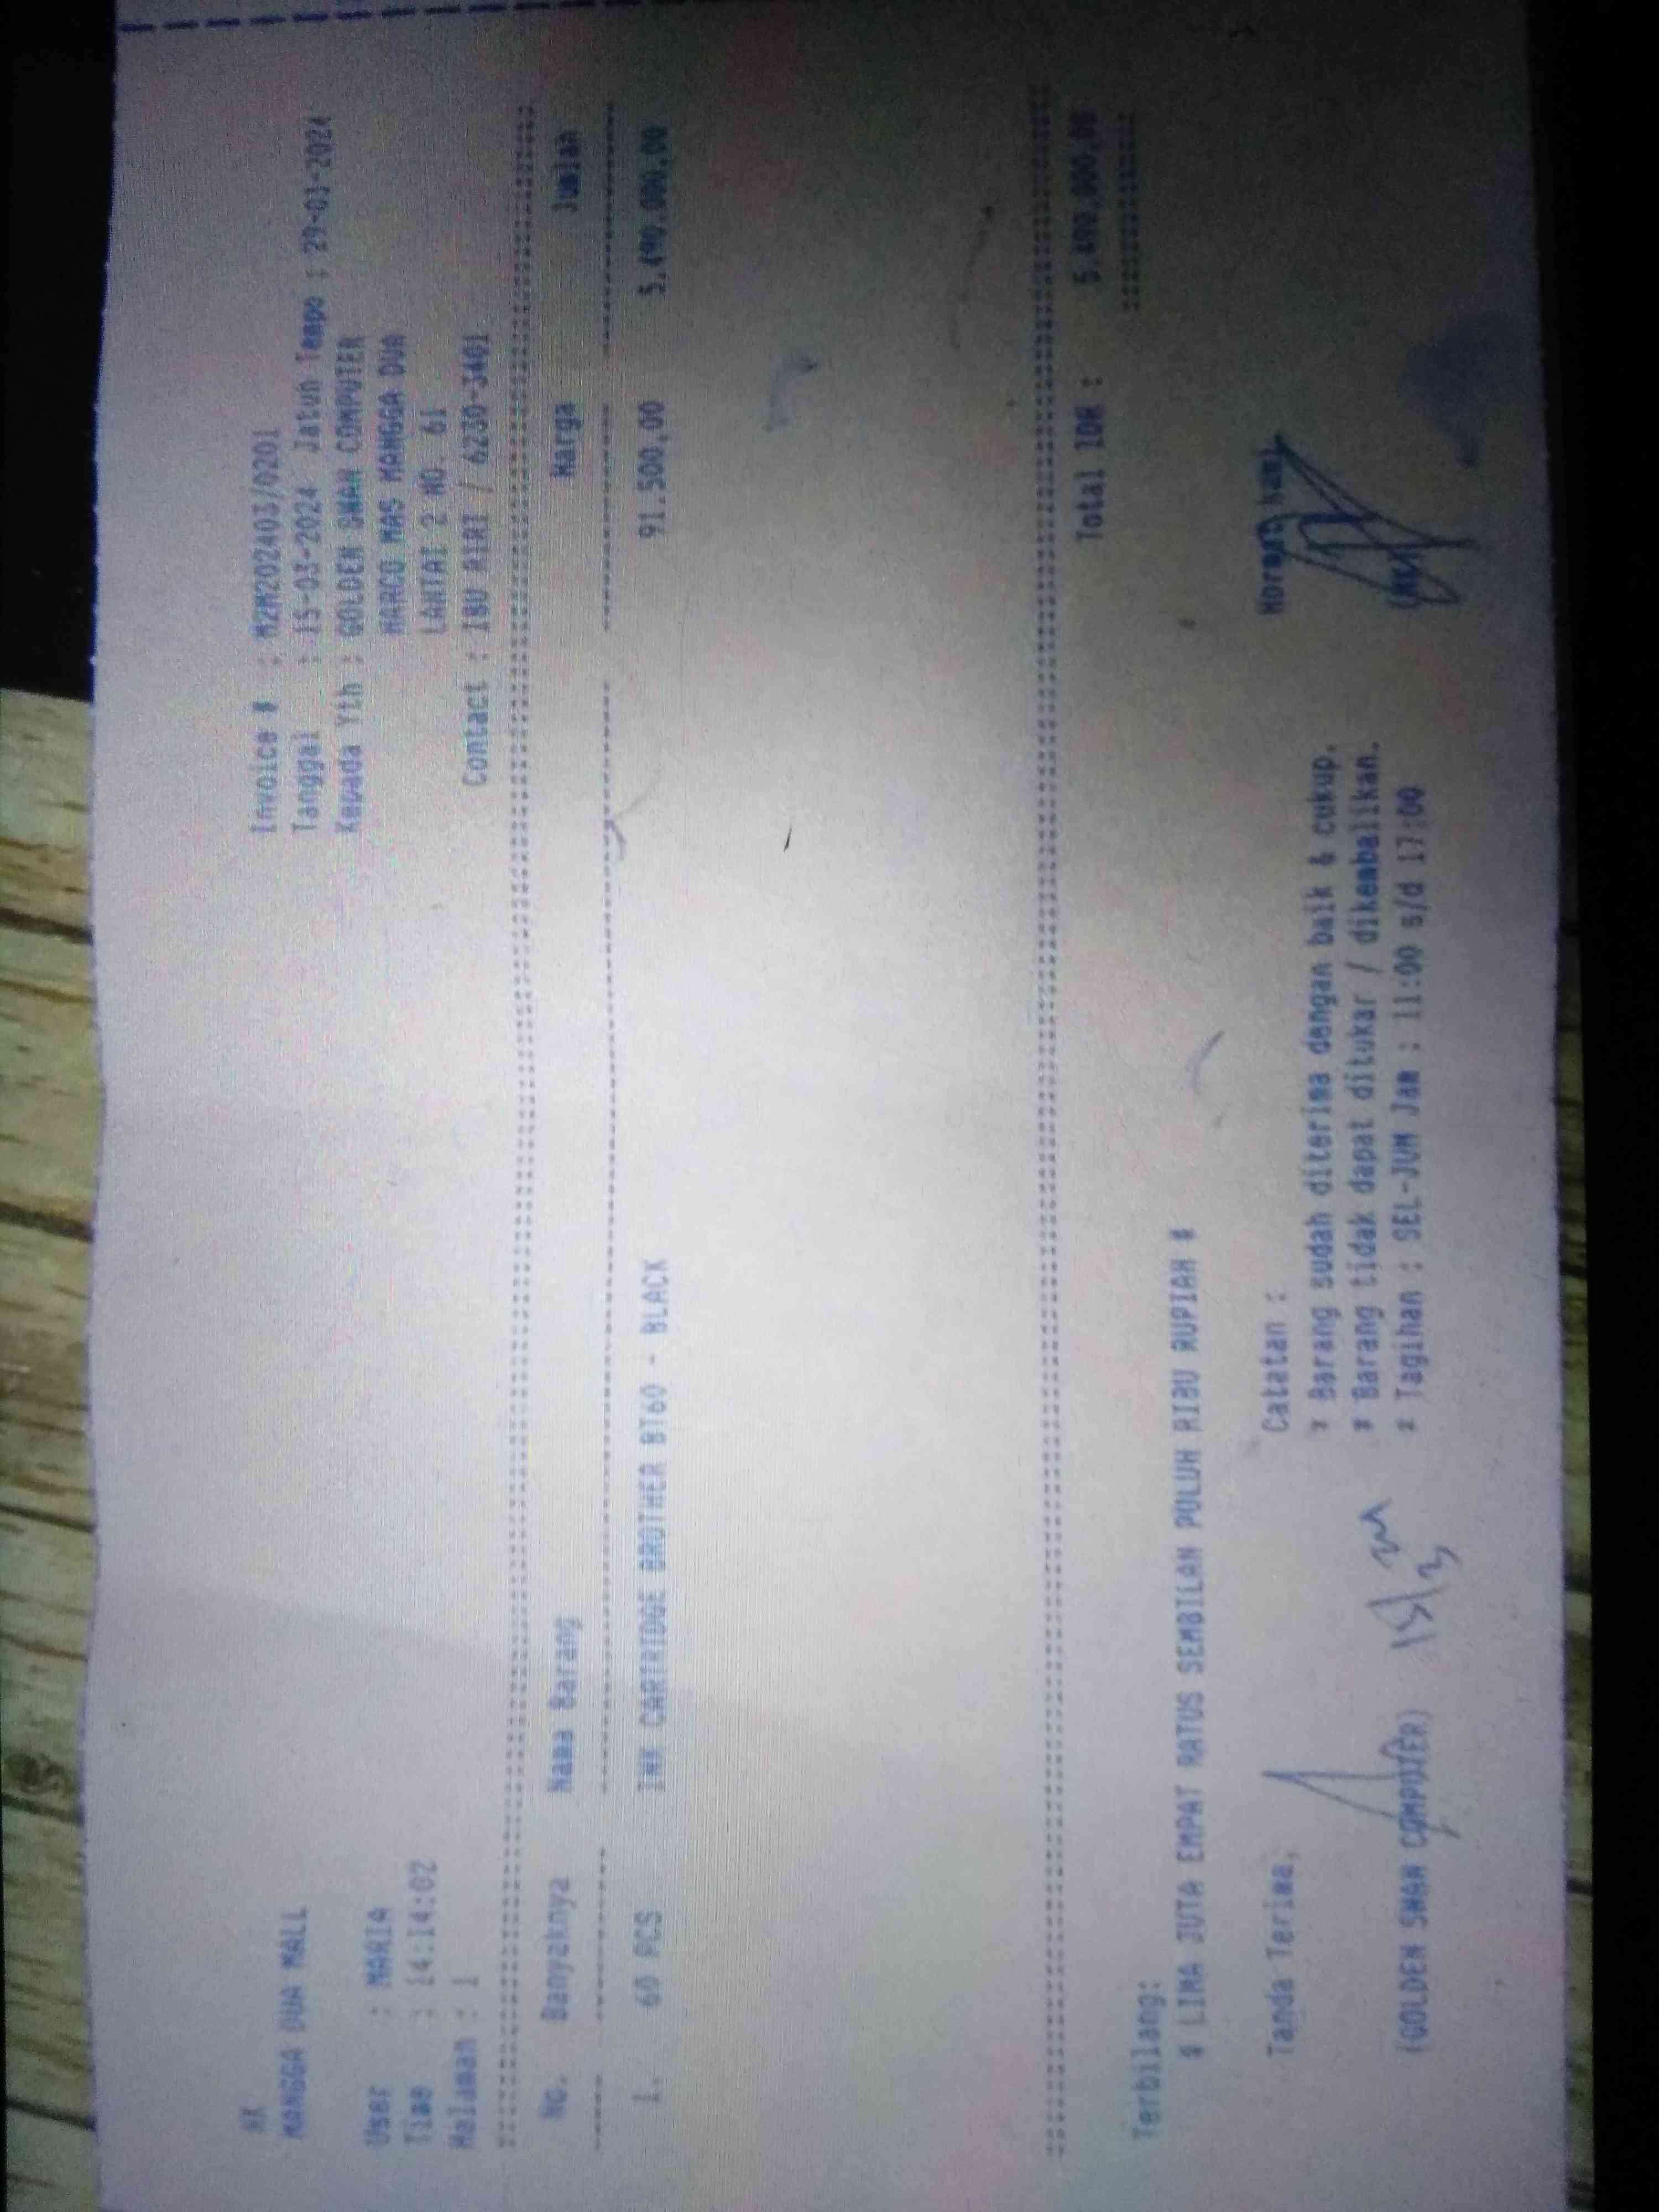 AK
MANGGA DUA MALL
Invoice # : M2M202403/0201
Tanggal : 15-03-2024 Jatuh Tempo : 29-03-2024
Kepada Yth : GOLDEN SWAN COMPUTER
HARCO MAS MANGGA DUA
LANTAI 2 NO. 61
Contact : IBU AIRI / 6230-3401
User : MARIA
Time : 14:14:02
Halaman : 1
No. Banyaknya Nama Barang Harga Jumlah
1. 60 PCS INK CARTRIDGE BROTHER BT60 - BLACK 91.500,00 5.490.000,00
Total IDR : 5.490.000,00
Terbilang:
# LIMA JUTA EMPAT RATUS SEMBILAN PULUH RIBU RUPIAH #
Tanda Terima,
Catatan :
* Barang sudah diterima dengan baik & cukup.
* Barang tidak dapat ditukar / dikembalikan.
* Tagihan : SEL-JUM Jam : 11:00 s/d 17:00
Hormat kami
(GOLDEN SWAN COMPUTER)
15/3